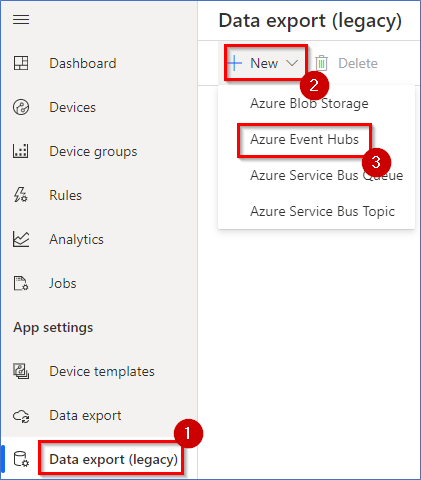 Data export (legacy)
New
Delete
2
Azure Blob Storage
Azure Event Hubs
3
Azure Service Bus Queue
Azure Service Bus Topic
Dashboard
Devices
Device groups
Rules
Analytics
Jobs
App settings
Device templates
Data export
1
Data export (legacy)